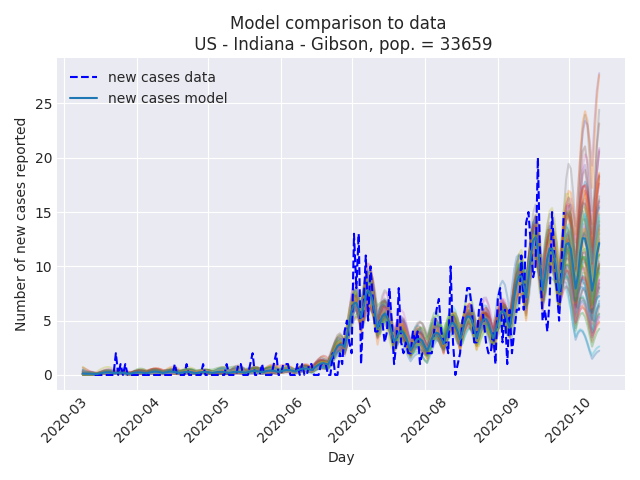 Model comparison to data
US - Indiana - Gibson, pop. = 33659
new cases data
new cases model
Number of new cases reported
25
20
15
10
5
0
2020-03
2020-04
2020-05
2020-06
2020-07
2020-08
2020-09
2020-10
Day